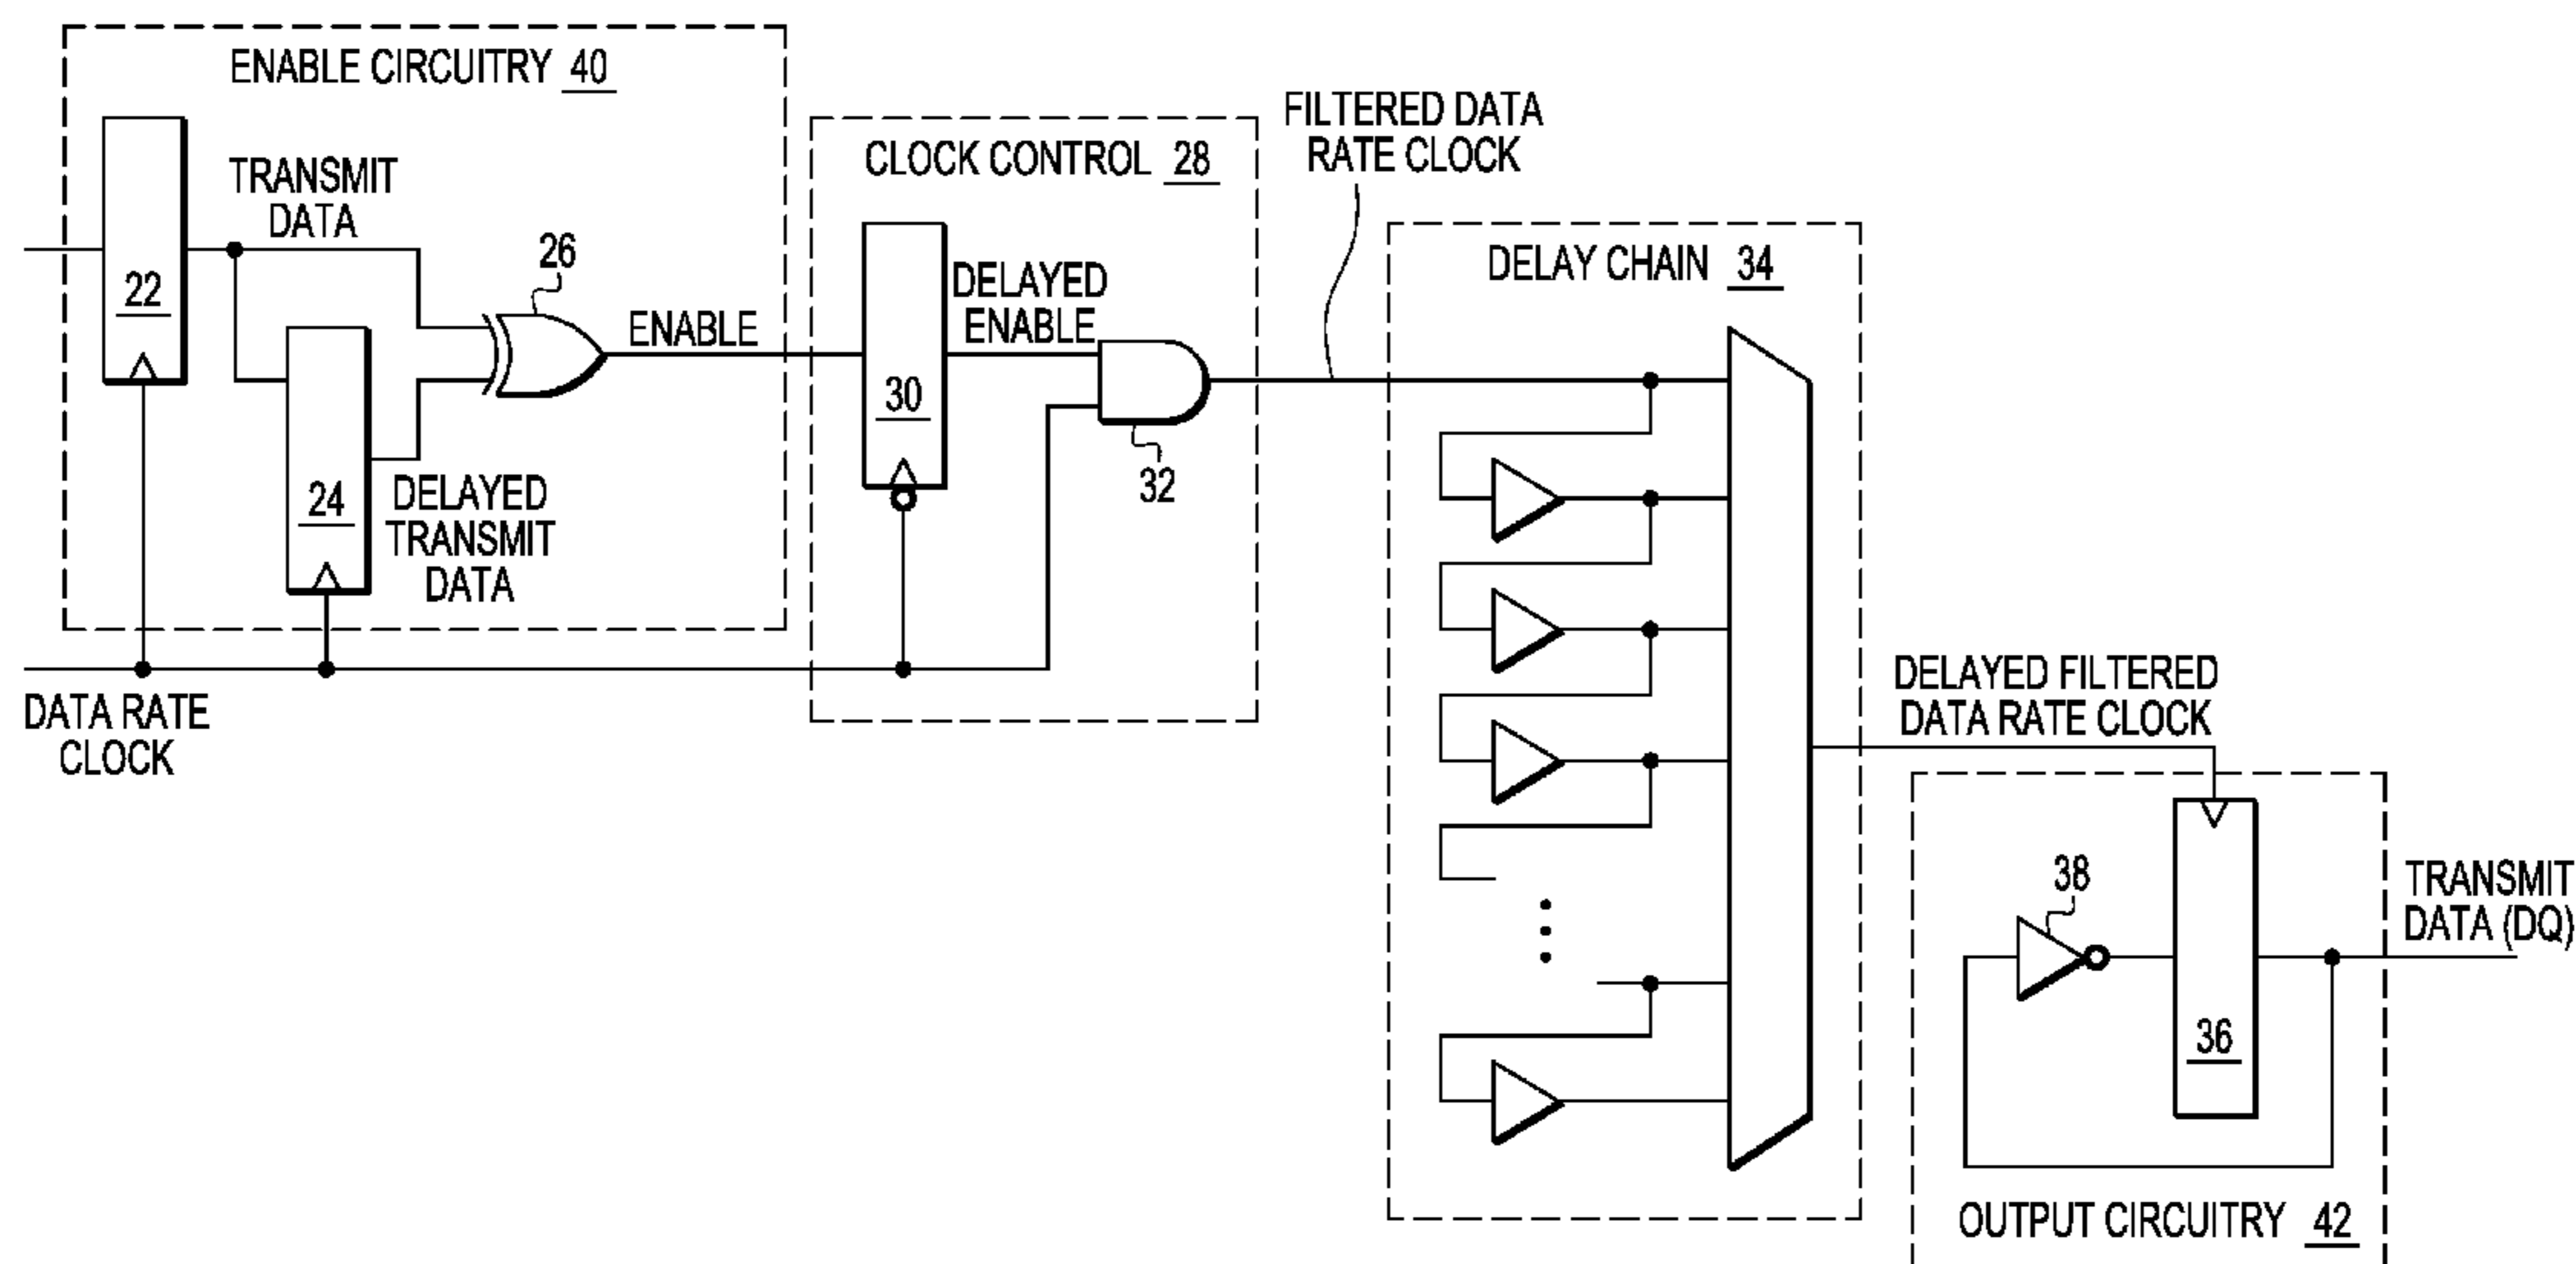 ENABLE CIRCUITRY 40
22
TRANSMIT
DATA
26
ENABLE
24
DELAYED
TRANSMIT
DATA
DATA RATE
CLOCK
CLOCK CONTROL 28
30
DELAYED
ENABLE
32
FILTERED DATA
RATE CLOCK
DELAY CHAIN 34
DELAYED FILTERED
DATA RATE CLOCK
38
36
TRANSMIT
DATA (DQ)
OUTPUT CIRCUITRY 42